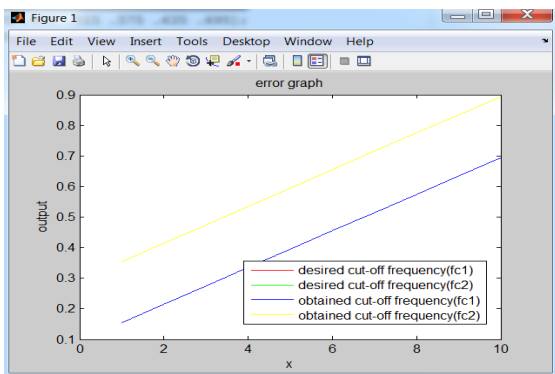 Figure 1
File Edit View Insert Tools Desktop Window Help
error graph
0.9
0.8
0.7
0.6
0.5
0.4
0.3
0.2
0.1
output
desired cut-off frequency(fc1)
desired cut-off frequency(fc2)
obtained cut-off frequency(fc1)
obtained cut-off frequency(fc2)
0 2 4 6 8 10
x